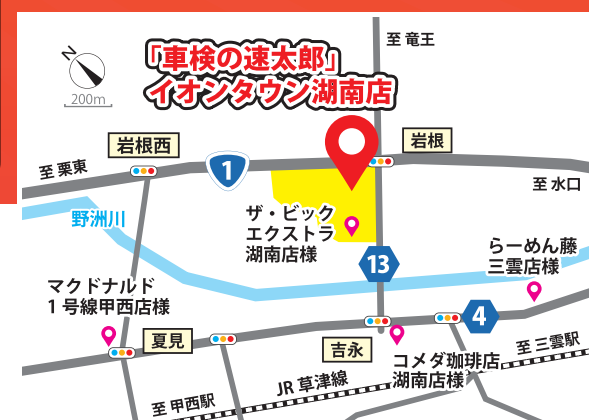 至 竜王
N
200m
「車検の速太郎」
イオンタウン湖南店
岩根西
岩根
至 栗東
1
至 水口
野洲川
ザ・ビック
エクストラ
湖南店様
13
らーめん藤
三雲店様
マクドナルド
1号線甲西店様
4
夏見
吉永
コメダ珈琲店
湖南店様
至 三雲駅
JR 草津線
至 甲西駅